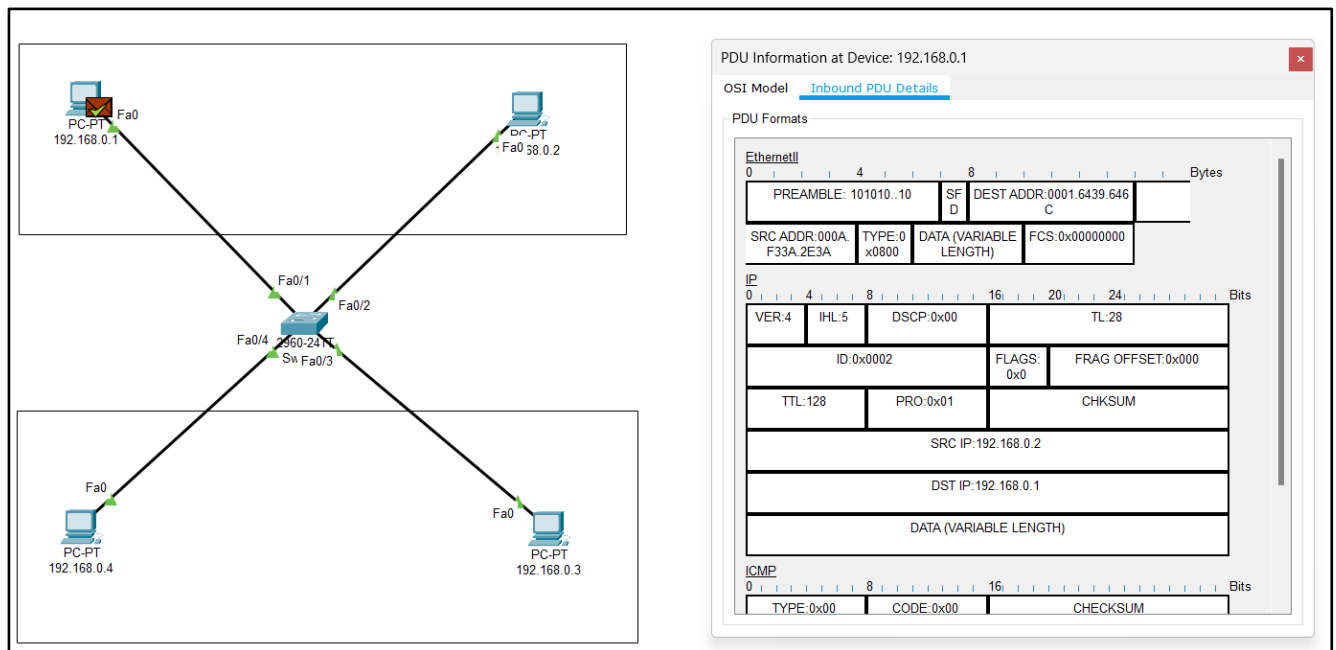 PC-PT
192.168.0.1
Fa0
PC-PT
Fa0 68.0.2
Fa0/1
Fa0/2
Fa0/4
2960-24TT
Sw Fa0/3
Fa0
PC-PT
192.168.0.4
Fa0
PC-PT
192.168.0.3
PDU Information at Device: 192.168.0.1
x
OSI Model Inbound PDU Details
PDU Formats
EthernetII
0 4 8 Bytes
PREAMBLE: 101010..10 SF DEST ADDR:0001.6439.646
D C
SRC ADDR:000A. TYPE:0 DATA (VARIABLE FCS:0x00000000
F33A.2E3A x0800 LENGTH)
IP
0 4 8 16 20 24 Bits
VER:4 IHL:5 DSCP:0x00 TL:28
ID:0x0002 FLAGS: FRAG OFFSET:0x000
0x0
TTL:128 PRO:0x01 CHKSUM
SRC IP:192.168.0.2
DST IP:192.168.0.1
DATA (VARIABLE LENGTH)
ICMP
0 8 16 Bits
TYPE:0x00 CODE:0x00 CHECKSUM